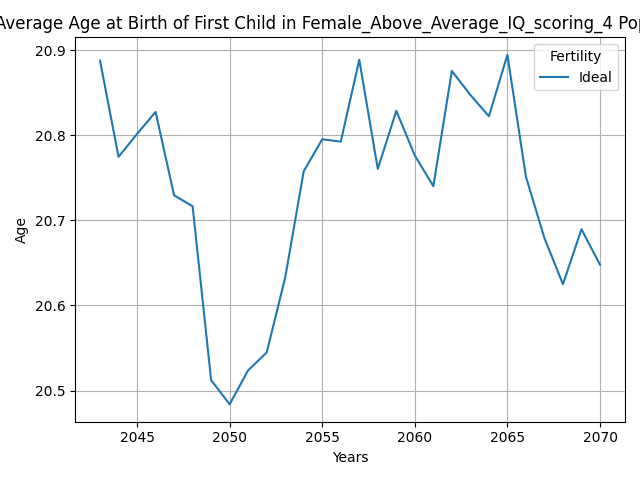 Average Age at Birth of First Child in Female_Above_Average_IQ_scoring_4 Pop
Fertility
Ideal
20.9
20.8
20.7
20.6
20.5
Age
2045 2050 2055 2060 2065 2070
Years